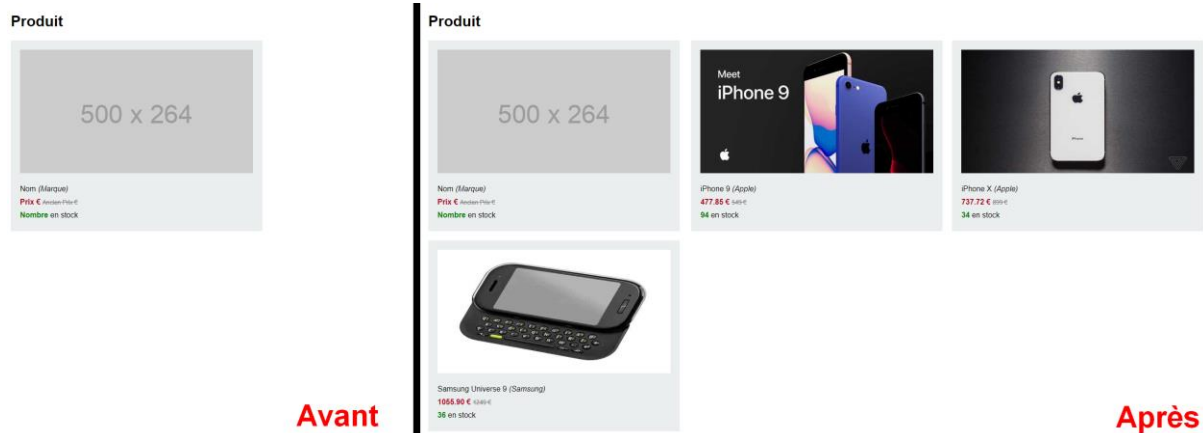 Produit
500 x 264
Nom (Marque)
Prix € Ancien Prix €
Nombre en stock
Avant
Produit
500 x 264
Nom (Marque)
Prix € Ancien Prix €
Nombre en stock
Meet
iPhone 9
iPhone 9 (Apple)
477.85 € 549 €
94 en stock
iPhone
iPhone X (Apple)
737.72 € 899 €
34 en stock
Samsung Universe 9 (Samsung)
1055.90 € 1249 €
36 en stock
Après